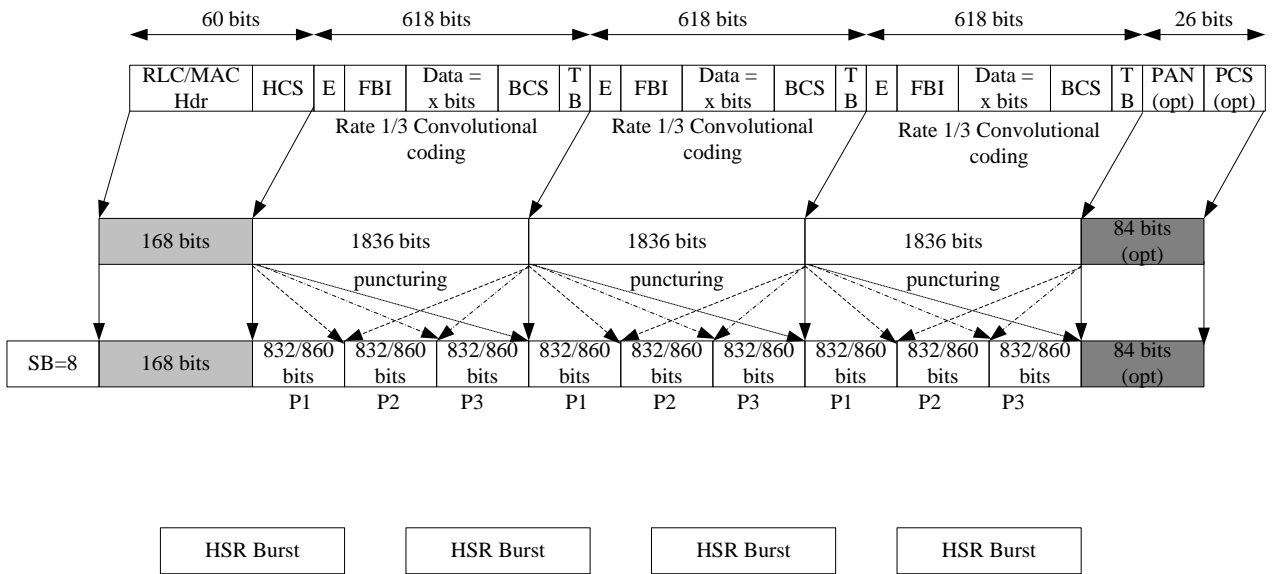 60 bits 618 bits 618 bits 618 bits 26 bits
RLC/MAC
Hdr
HCS
E
FBI
Data =
x bits
BCS
T
B
E
FBI
Data =
x bits
BCS
T
B
E
FBI
Data =
x bits
BCS
T
B
PAN
(opt)
PCS
(opt)
Rate 1/3 Convolutional
coding
Rate 1/3 Convolutional
coding
Rate 1/3 Convolutional
coding
168 bits
1836 bits
1836 bits
1836 bits
84 bits
(opt)
puncturing
puncturing
puncturing
SB=8
168 bits
832/860
bits
832/860
bits
832/860
bits
832/860
bits
832/860
bits
832/860
bits
832/860
bits
832/860
bits
832/860
bits
84 bits
(opt)
P1 P2 P3 P1 P2 P3 P1 P2 P3
HSR Burst HSR Burst HSR Burst HSR Burst